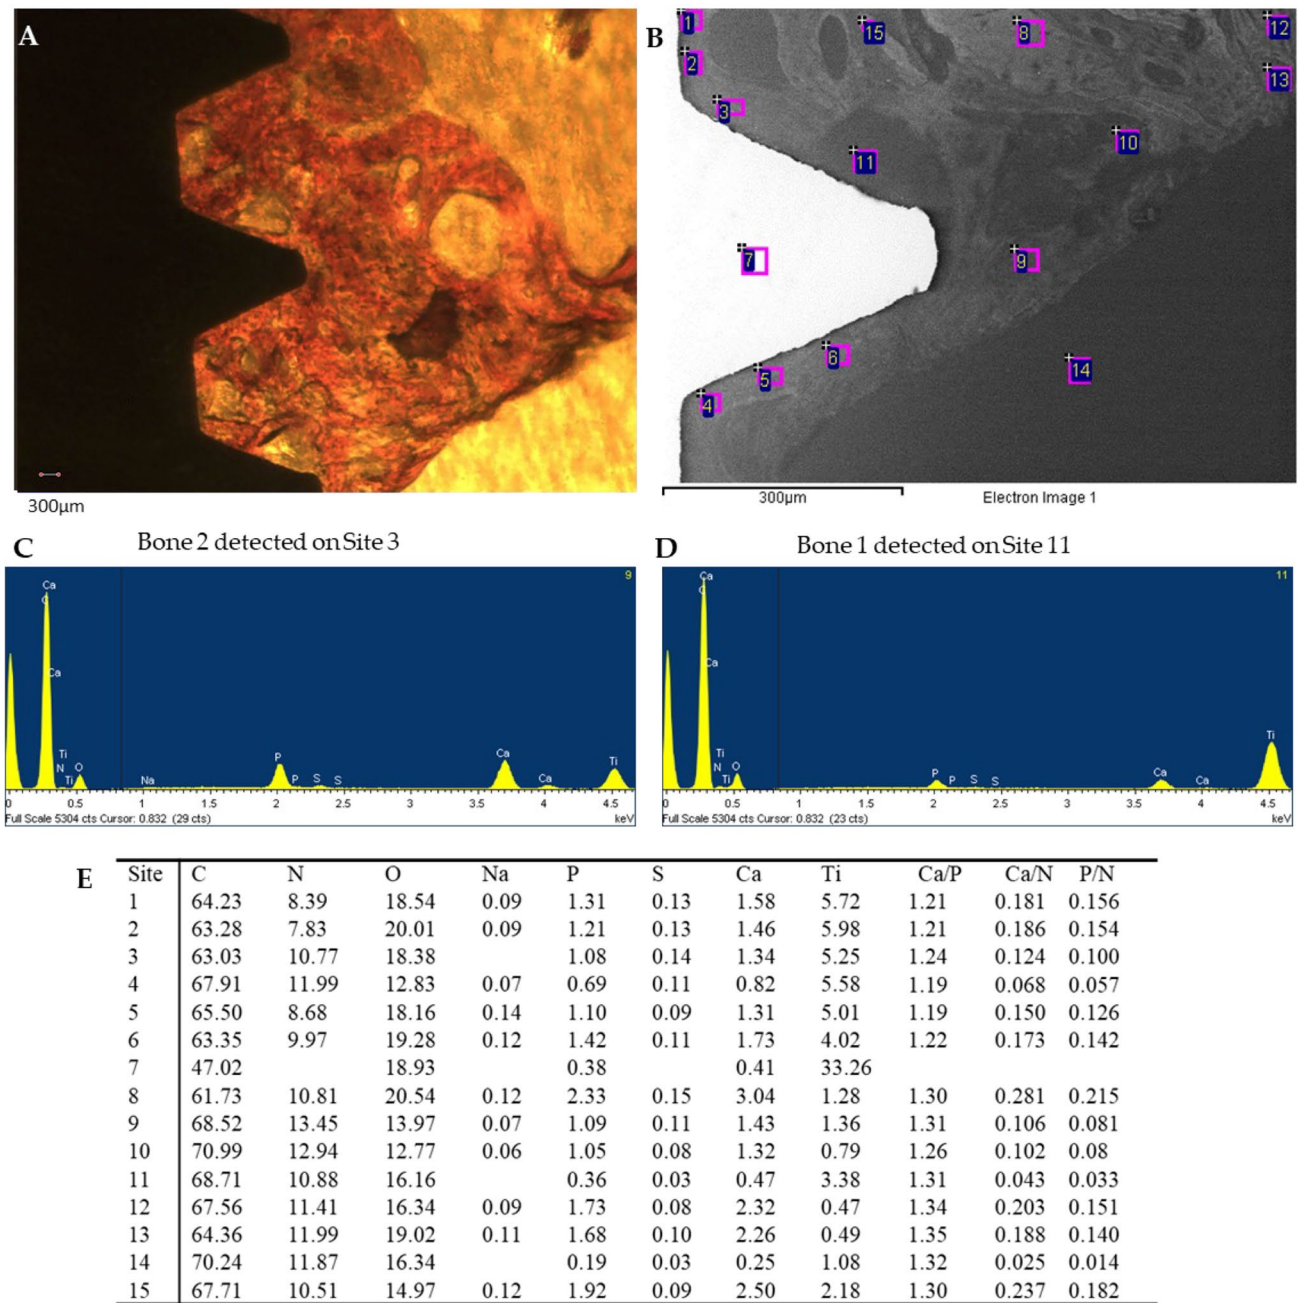 A
300µm
B
1
15
8
12
2
13
3
10
11
7
9
6
5
14
4
300µm
Electron Image 1
C Bone 2 detected on Site 3
9
Ca
C
Ca
Ti
N
Ti
O
Na
P
P
S
S
Ca
Ca
Ti
0 0.5 1 1.5 2 2.5 3 3.5 4 4.5
Full Scale 5304 cts Cursor: 0.832 (29 cts) keV
D Bone 1 detected on Site 11
11
Ca
C
Ca
Ti
N
Ti
O
P
P
S
S
Ca
Ca
Ti
0 0.5 1 1.5 2 2.5 3 3.5 4 4.5
Full Scale 5304 cts Cursor: 0.832 (23 cts) keV
E
Site C N O Na P S Ca Ti Ca/P Ca/N P/N
1 64.23 8.39 18.54 0.09 1.31 0.13 1.58 5.72 1.21 0.181 0.156
2 63.28 7.83 20.01 0.09 1.21 0.13 1.46 5.98 1.21 0.186 0.154
3 63.03 10.77 18.38 1.08 0.14 1.34 5.25 1.24 0.124 0.100
4 67.91 11.99 12.83 0.07 0.69 0.11 0.82 5.58 1.19 0.068 0.057
5 65.50 8.68 18.16 0.14 1.10 0.09 1.31 5.01 1.19 0.150 0.126
6 63.35 9.97 19.28 0.12 1.42 0.11 1.73 4.02 1.22 0.173 0.142
7 47.02 18.93 0.38 0.41 33.26
8 61.73 10.81 20.54 0.12 2.33 0.15 3.04 1.28 1.30 0.281 0.215
9 68.52 13.45 13.97 0.07 1.09 0.11 1.43 1.36 1.31 0.106 0.081
10 70.99 12.94 12.77 0.06 1.05 0.08 1.32 0.79 1.26 0.102 0.08
11 68.71 10.88 16.16 0.36 0.03 0.47 3.38 1.31 0.043 0.033
12 67.56 11.41 16.34 0.09 1.73 0.08 2.32 0.47 1.34 0.203 0.151
13 64.36 11.99 19.02 0.11 1.68 0.10 2.26 0.49 1.35 0.188 0.140
14 70.24 11.87 16.34 0.19 0.03 0.25 1.08 1.32 0.025 0.014
15 67.71 10.51 14.97 0.12 1.92 0.09 2.50 2.18 1.30 0.237 0.182